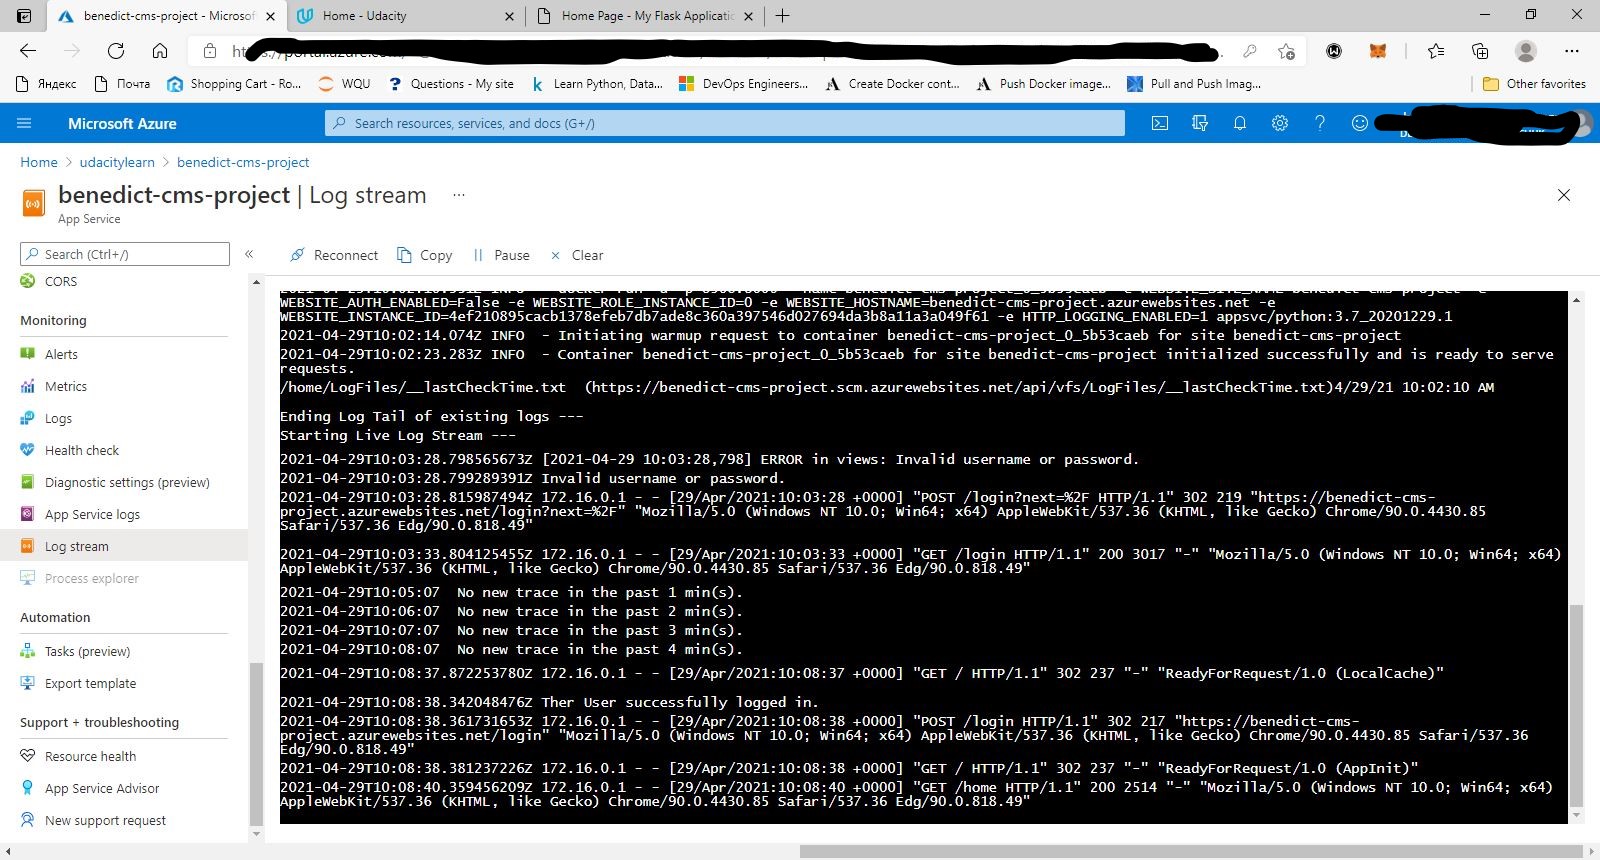 benedict-cms-project - Microsof
Home - Udacity
Home Page - My Flask Applicatio
Яндекс
Почта
Shopping Cart - Ro...
WQU
Questions - My site
Learn Python, Data...
DevOps Engineers...
Create Docker cont...
Push Docker image...
Pull and Push Imag...
Other favorites
Microsoft Azure
Search resources, services, and docs (G+/)
Home > udacitylearn > benedict-cms-project
benedict-cms-project | Log stream ...
App Service
Search (Ctrl+/)
«
Reconnect
Copy
Pause
Clear
CORS
Monitoring
Alerts
Metrics
Logs
Health check
Diagnostic settings (preview)
App Service logs
Log stream
Process explorer
Automation
Tasks (preview)
Export template
Support + troubleshooting
Resource health
App Service Advisor
New support request
WEBSITE_AUTH_ENABLED=False -e WEBSITE_ROLE_INSTANCE_ID=0 -e WEBSITE_HOSTNAME=benedict-cms-project.azurewebsites.net -e
WEBSITE_INSTANCE_ID=4ef210895cacb1378efeb7db7ade8c360a397546d027694da3b8a11a3a049f61 -e HTTP_LOGGING_ENABLED=1 appsvc/python:3.7_20201229.1
2021-04-29T10:02:14.074Z INFO  - Initiating warmup request to container benedict-cms-project_0_5b53caeb for site benedict-cms-project
2021-04-29T10:02:23.283Z INFO  - Container benedict-cms-project_0_5b53caeb for site benedict-cms-project initialized successfully and is ready to serve
requests.
/home/LogFiles/__lastCheckTime.txt  (https://benedict-cms-project.scm.azurewebsites.net/api/vfs/LogFiles/__lastCheckTime.txt)4/29/21 10:02:10 AM
Ending Log Tail of existing logs ---
Starting Live Log Stream ---
2021-04-29T10:03:28.798565673Z [2021-04-29 10:03:28,798] ERROR in views: Invalid username or password.
2021-04-29T10:03:28.799289391Z Invalid username or password.
2021-04-29T10:03:28.815987494Z 172.16.0.1 - - [29/Apr/2021:10:03:28 +0000] "POST /login?next=%2F HTTP/1.1" 302 219 "https://benedict-cms-
project.azurewebsites.net/login?next=%2F" "Mozilla/5.0 (Windows NT 10.0; Win64; x64) AppleWebKit/537.36 (KHTML, like Gecko) Chrome/90.0.4430.85
Safari/537.36 Edg/90.0.818.49"
2021-04-29T10:03:33.804125455Z 172.16.0.1 - - [29/Apr/2021:10:03:33 +0000] "GET /login HTTP/1.1" 200 3017 "-" "Mozilla/5.0 (Windows NT 10.0; Win64; x64)
AppleWebKit/537.36 (KHTML, like Gecko) Chrome/90.0.4430.85 Safari/537.36 Edg/90.0.818.49"
2021-04-29T10:05:07  No new trace in the past 1 min(s).
2021-04-29T10:06:07  No new trace in the past 2 min(s).
2021-04-29T10:07:07  No new trace in the past 3 min(s).
2021-04-29T10:08:07  No new trace in the past 4 min(s).
2021-04-29T10:08:37.872253780Z 172.16.0.1 - - [29/Apr/2021:10:08:37 +0000] "GET / HTTP/1.1" 302 237 "-" "ReadyForRequest/1.0 (LocalCache)"
2021-04-29T10:08:38.342048476Z Ther User successfully logged in.
2021-04-29T10:08:38.361731653Z 172.16.0.1 - - [29/Apr/2021:10:08:38 +0000] "POST /login HTTP/1.1" 302 217 "https://benedict-cms-
project.azurewebsites.net/login" "Mozilla/5.0 (Windows NT 10.0; Win64; x64) AppleWebKit/537.36 (KHTML, like Gecko) Chrome/90.0.4430.85 Safari/537.36
Edg/90.0.818.49"
2021-04-29T10:08:38.381237226Z 172.16.0.1 - - [29/Apr/2021:10:08:38 +0000] "GET / HTTP/1.1" 302 237 "-" "ReadyForRequest/1.0 (AppInit)"
2021-04-29T10:08:40.359456209Z 172.16.0.1 - - [29/Apr/2021:10:08:40 +0000] "GET /home HTTP/1.1" 200 2514 "-" "Mozilla/5.0 (Windows NT 10.0; Win64; x64)
AppleWebKit/537.36 (KHTML, like Gecko) Chrome/90.0.4430.85 Safari/537.36 Edg/90.0.818.49"